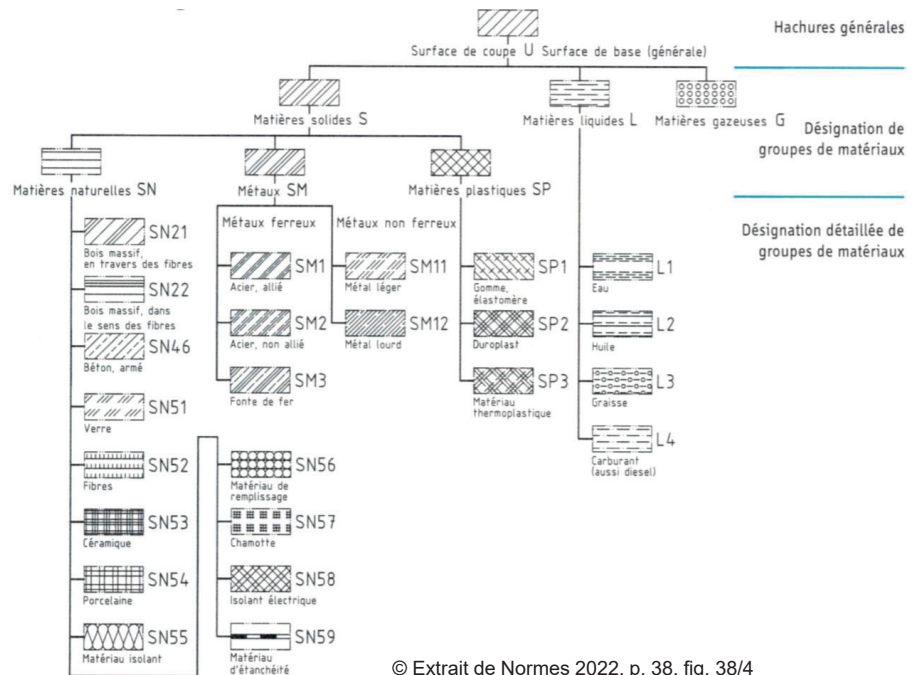 Hachures générales
Surface de coupe U Surface de base (générale)
Matières solides S
Matières liquides L
Matières gazeuses G
Désignation de
groupes de matériaux
Matières naturelles SN
Métaux SM
Matières plastiques SP
Métaux ferreux
Métaux non ferreux
Désignation détaillée de
groupes de matériaux
SN21
Bois massif,
en travers des fibres
SN22
Bois massif, dans
le sens des fibres
SN46
Béton, armé
SN51
Verre
SN52
Fibres
SN53
Céramique
SN54
Porcelaine
SN55
Matériau isolant
SM1
Acier, allié
SM2
Acier, non allié
SM3
Fonte de fer
SN56
Matériau de
remplissage
SN57
Chamotte
SN58
Isolant électrique
SN59
Matériau
d'étanchéité
SM11
Métal léger
SM12
Métal lourd
SP1
Gomme,
élastomère
SP2
Duroplast
SP3
Matériau
thermoplastique
L1
Eau
L2
Huile
L3
Graisse
L4
Carburant
(aussi diesel)
© Extrait de Normes 2022, p. 38, fig. 38/4